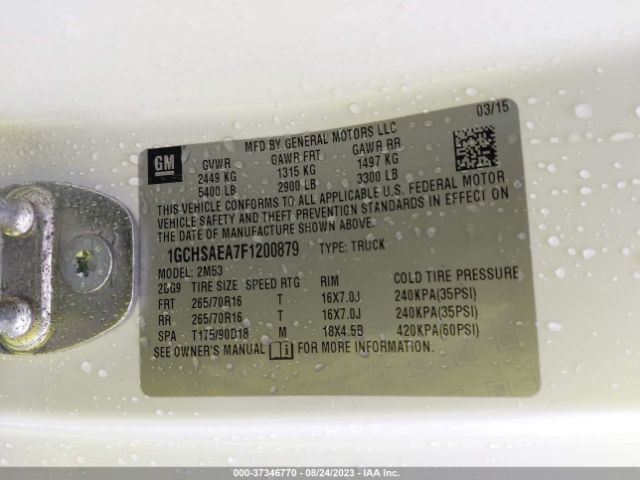 03/15
MFD BY GENERAL MOTORS LLC
GM
GVWR GAWR FRT GAWR RR
2449 KG 1315 KG 1497 KG
5400 LB 2900 LB 3300 LB
THIS VEHICLE CONFORMS TO ALL APPLICABLE U.S. FEDERAL MOTOR
VEHICLE SAFETY AND THEFT PREVENTION STANDARDS IN EFFECT ON
THE DATE OF MANUFACTURE SHOWN ABOVE.
1GCHSAEA7F1200879 TYPE: TRUCK
MODEL: 2M53
TIRE SIZE SPEED RTG RIM COLD TIRE PRESSURE
FRT 265/70R16 T 16X7.0J 240KPA(35PSI)
RR 265/70R16 T 16X7.0J 240KPA(35PSI)
SPA T175/90D18 M 18X4.5B 420KPA(60PSI)
SEE OWNER'S MANUAL FOR MORE INFORMATION.
000-37346770 - 08/24/2023 - IAA Inc.